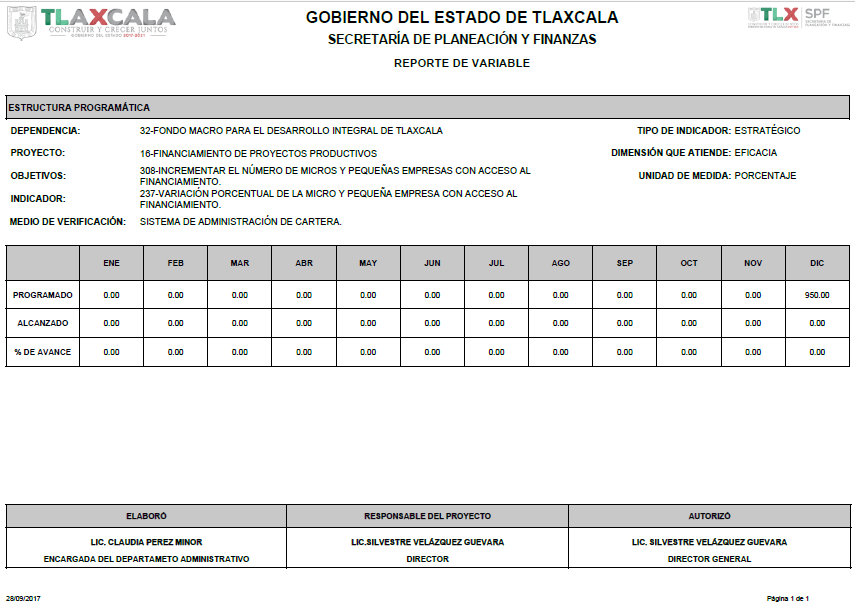 TLAXCALA
CONSTRUIR Y CRECER JUNTOS
GOBIERNO DEL ESTADO 2017-2021
GOBIERNO DEL ESTADO DE TLAXCALA
SECRETARÍA DE PLANEACIÓN Y FINANZAS
REPORTE DE VARIABLE
TLX SPF
ESTRUCTURA PROGRAMÁTICA
DEPENDENCIA: 32-FONDO MACRO PARA EL DESARROLLO INTEGRAL DE TLAXCALA TIPO DE INDICADOR: ESTRATÉGICO
PROYECTO: 16-FINANCIAMIENTO DE PROYECTOS PRODUCTIVOS DIMENSIÓN QUE ATIENDE: EFICACIA
OBJETIVOS: 308-INCREMENTAR EL NÚMERO DE MICROS Y PEQUEÑAS EMPRESAS CON ACCESO AL UNIDAD DE MEDIDA: PORCENTAJE
FINANCIAMIENTO.
INDICADOR: 237-VARIACIÓN PORCENTUAL DE LA MICRO Y PEQUEÑA EMPRESA CON ACCESO AL
FINANCIAMIENTO.
MEDIO DE VERIFICACIÓN: SISTEMA DE ADMINISTRACIÓN DE CARTERA.
ENE FEB MAR ABR MAY JUN JUL AGO SEP OCT NOV DIC
PROGRAMADO 0.00 0.00 0.00 0.00 0.00 0.00 0.00 0.00 0.00 0.00 0.00 950.00
ALCANZADO 0.00 0.00 0.00 0.00 0.00 0.00 0.00 0.00 0.00 0.00 0.00 0.00
% DE AVANCE 0.00 0.00 0.00 0.00 0.00 0.00 0.00 0.00 0.00 0.00 0.00 0.00
ELABORÓ RESPONSABLE DEL PROYECTO AUTORIZÓ
LIC. CLAUDIA PEREZ MINOR LIC.SILVESTRE VELÁZQUEZ GUEVARA LIC. SILVESTRE VELÁZQUEZ GUEVARA
ENCARGADA DEL DEPARTAMETO ADMINISTRATIVO DIRECTOR DIRECTOR GENERAL
28/09/2017 Página 1 de 1